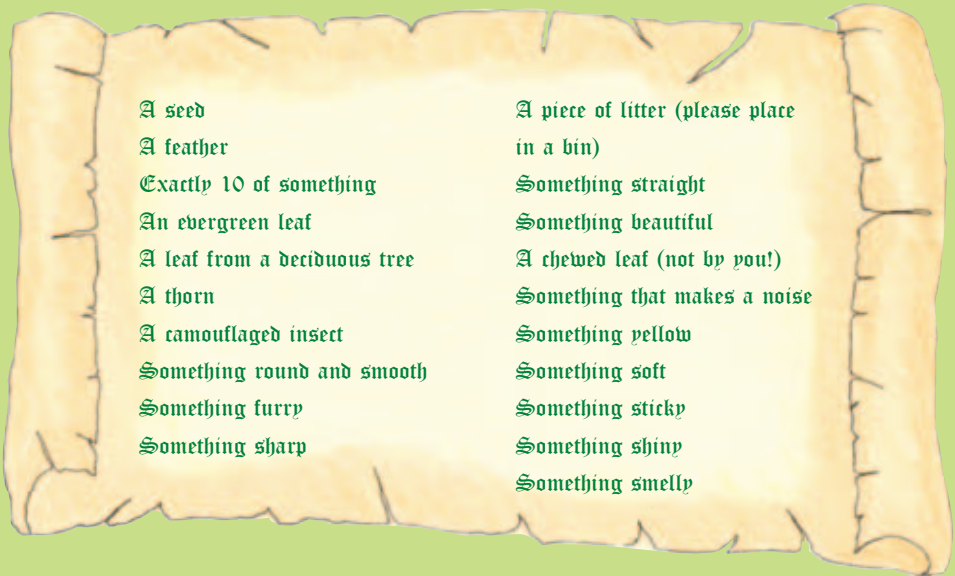 A seed
A feather
Exactly 10 of something
An evergreen leaf
A leaf from a deciduous tree
A thorn
A camouflaged insect
Something round and smooth
Something furry
Something sharp
A piece of litter (please place
in a bin)
Something straight
Something beautiful
A chewed leaf (not by you!)
Something that makes a noise
Something yellow
Something soft
Something sticky
Something shiny
Something smelly